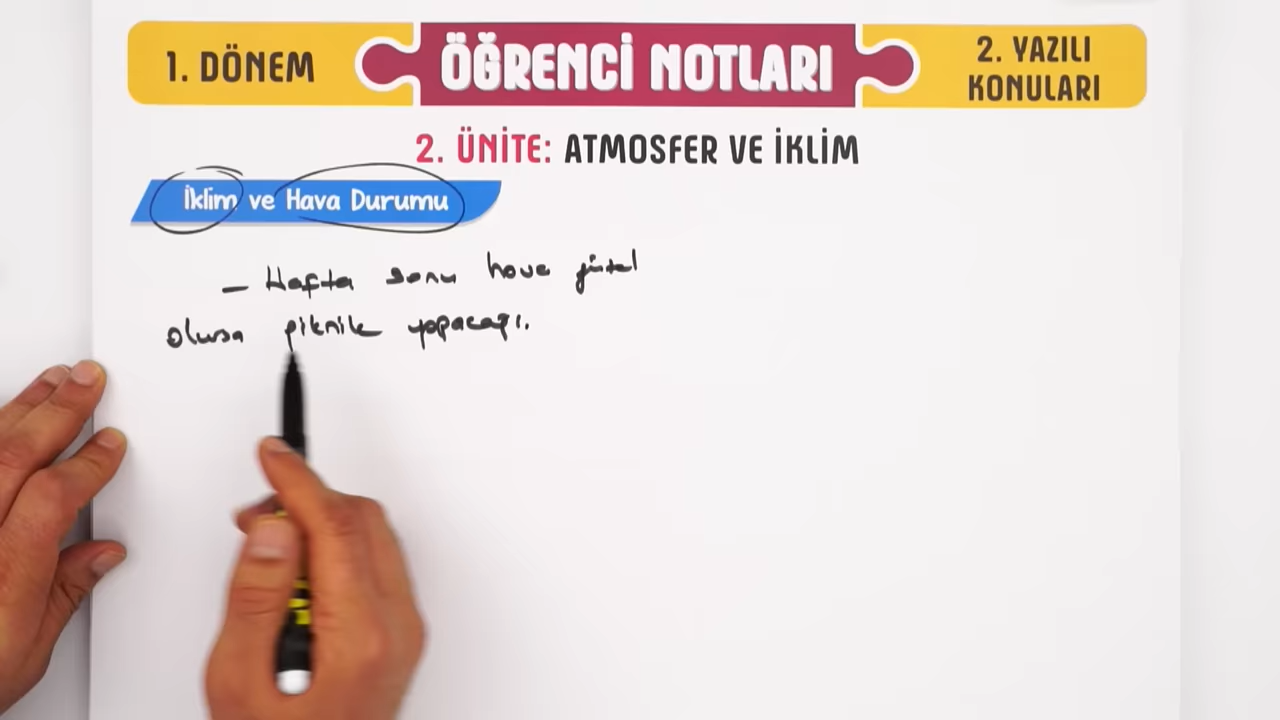 1. DÖNEM
ÖĞRENCİ NOTLARI
2. YAZILI
KONULARI
2. ÜNİTE: ATMOSFER VE İKLİM
İklim ve Hava Durumu
- Hafta sonu hava güzel
olursa piknik yapacağı.